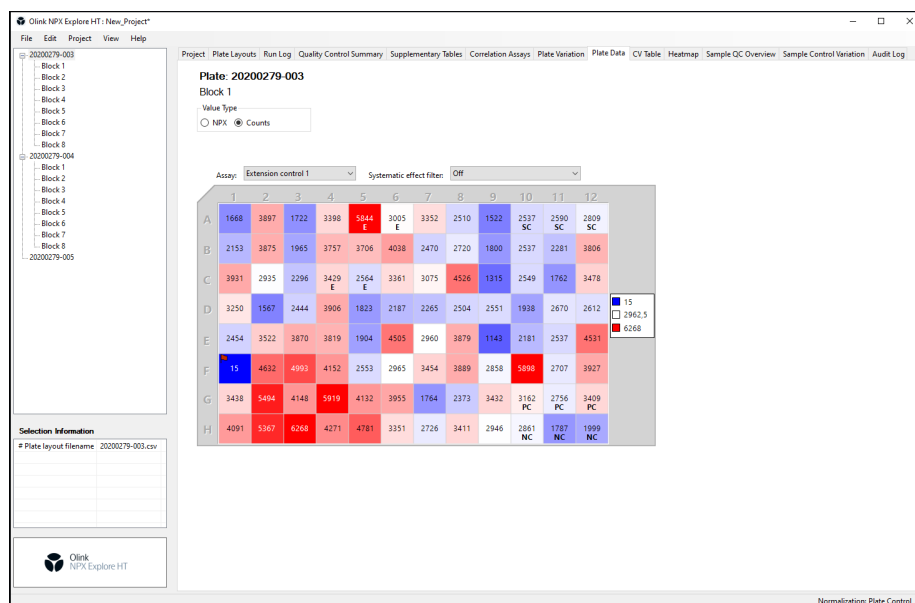 Olink NPX Explore HT : New_Project*
File Edit Project View Help
20200279-003
Block 1
Block 2
Block 3
Block 4
Block 5
Block 6
Block 7
Block 8
20200279-004
Block 1
Block 2
Block 3
Block 4
Block 5
Block 6
Block 7
Block 8
20200279-005
Selection Information
# Plate layout filename 20200279-003.csv
Olink
NPX Explore HT
Project Plate Layouts Run Log Quality Control Summary Supplementary Tables Correlation Assays Plate Variation Plate Data CV Table Heatmap Sample QC Overview Sample Control Variation Audit Log
Plate: 20200279-003
Block 1
Value Type
NPX Counts
Assay: Extension control 1 Systematic effect filter: Off
1 2 3 4 5 6 7 8 9 10 11 12
A 1668 3897 1722 3398 5844 3005 3352 2510 1522 2537 2590 2809
E E SC SC SC
B 2153 3875 1965 3757 3706 4038 2470 2720 1800 2537 2281 3806
C 3931 2935 2296 3429 2564 3361 3075 4526 1315 2549 1762 3478
E E
D 3250 1567 2444 3906 1823 2187 2265 2504 2551 1938 2670 2612
E 2454 3522 3870 3819 1904 4505 2960 3879 1143 2181 2537 4531
F 15 4632 4993 4152 2553 2965 3454 3889 2858 5898 2707 3927
G 3438 5494 4148 5919 4132 3955 1764 2373 3432 3162 2756 3409
PC PC PC
H 4091 5367 6268 4271 4781 3351 2726 3411 2946 2861 1787 1999
NC NC NC
15
2962,5
6268
Normalization: Plate Control